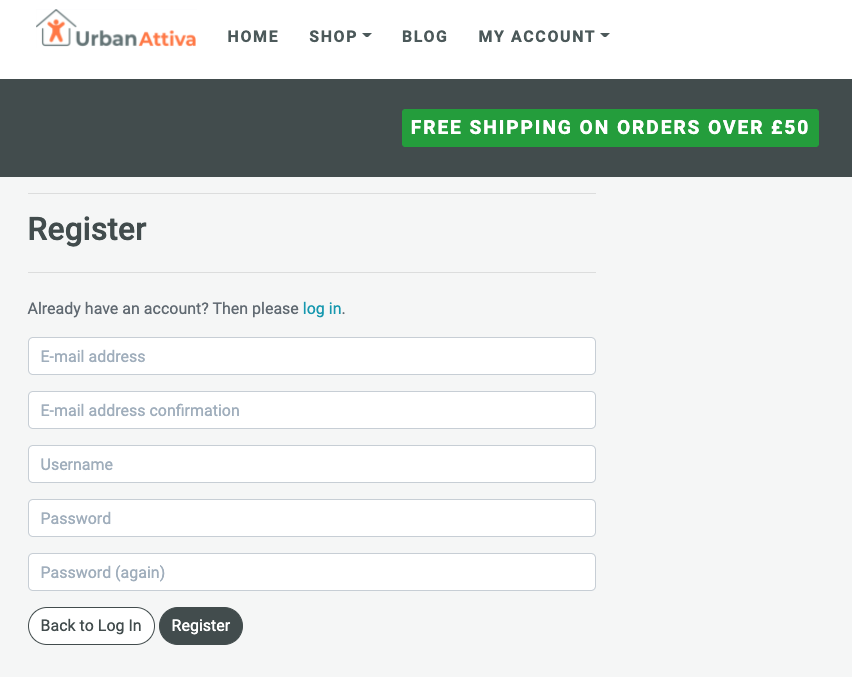 UrbanAttiva
HOME SHOP BLOG MY ACCOUNT
FREE SHIPPING ON ORDERS OVER £50
Register
Already have an account? Then please log in.
E-mail address
E-mail address confirmation
Username
Password
Password (again)
Back to Log In Register